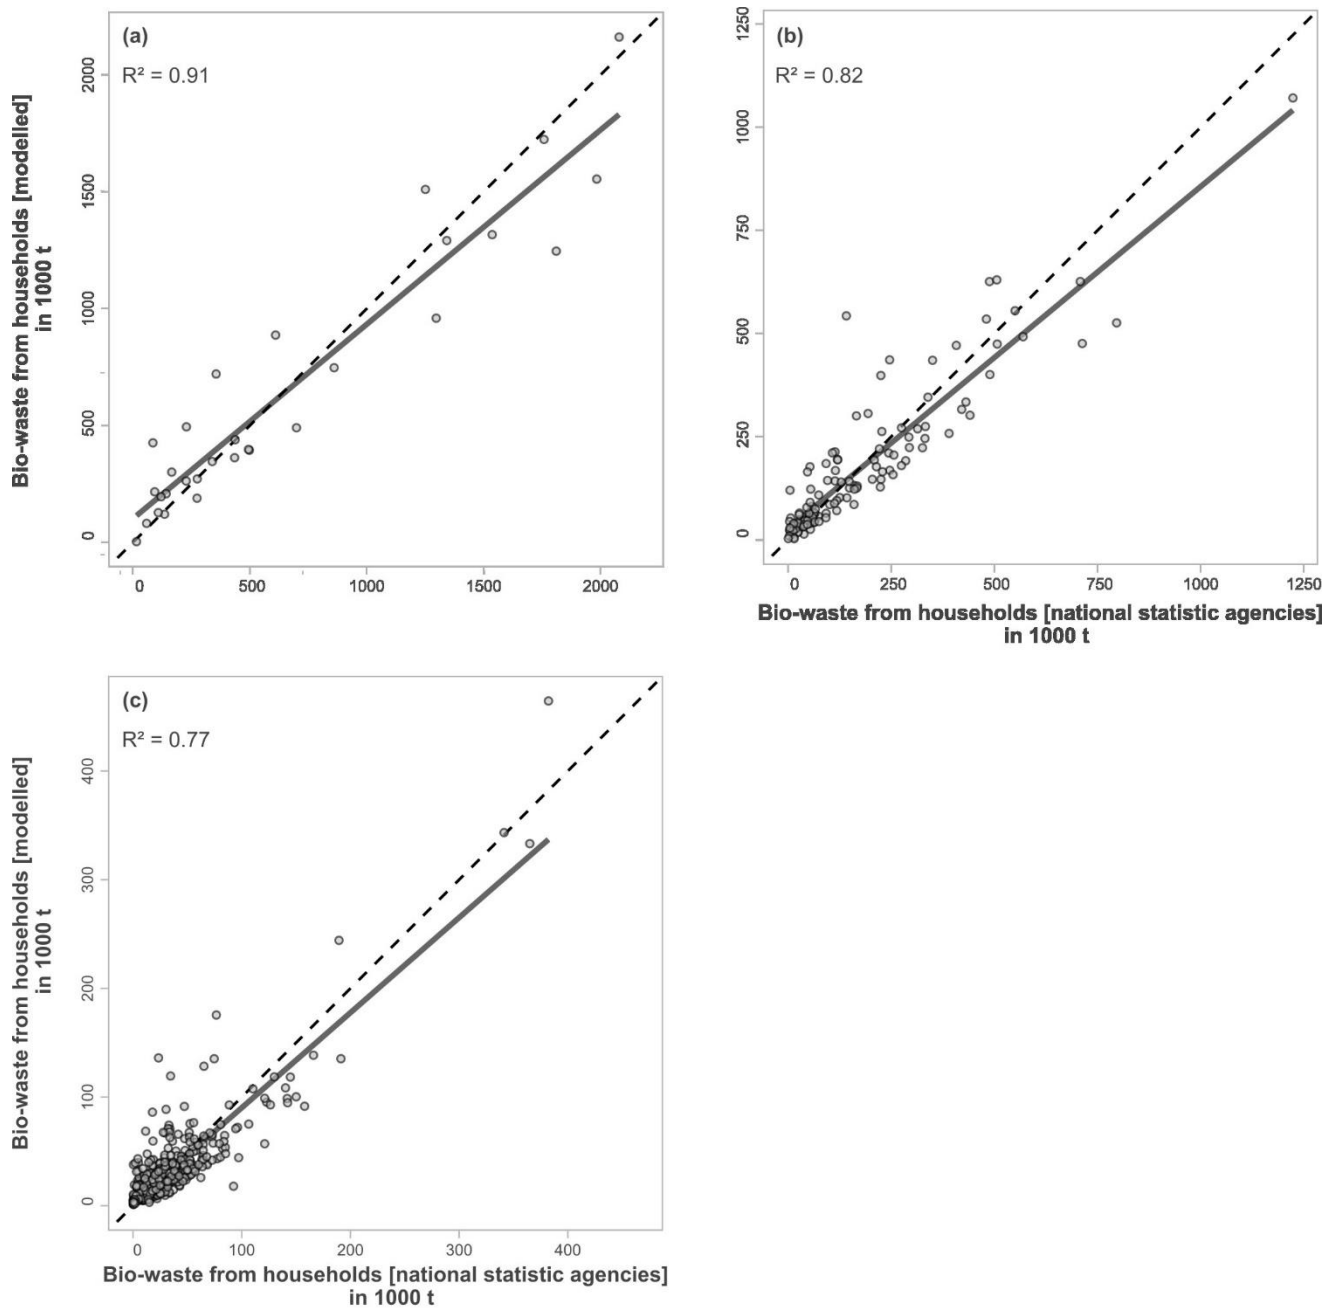 (a)
R² = 0.91
Bio-waste from households [modelled]
in 1000 t
2000
1500
1000
500
0
0 500 1000 1500 2000
(b)
R² = 0.82
1250
1000
750
500
250
0
0 250 500 750 1000 1250
Bio-waste from households [national statistic agencies]
in 1000 t
(c)
R² = 0.77
Bio-waste from households [modelled]
in 1000 t
400
300
200
100
0
0 100 200 300 400
Bio-waste from households [national statistic agencies]
in 1000 t